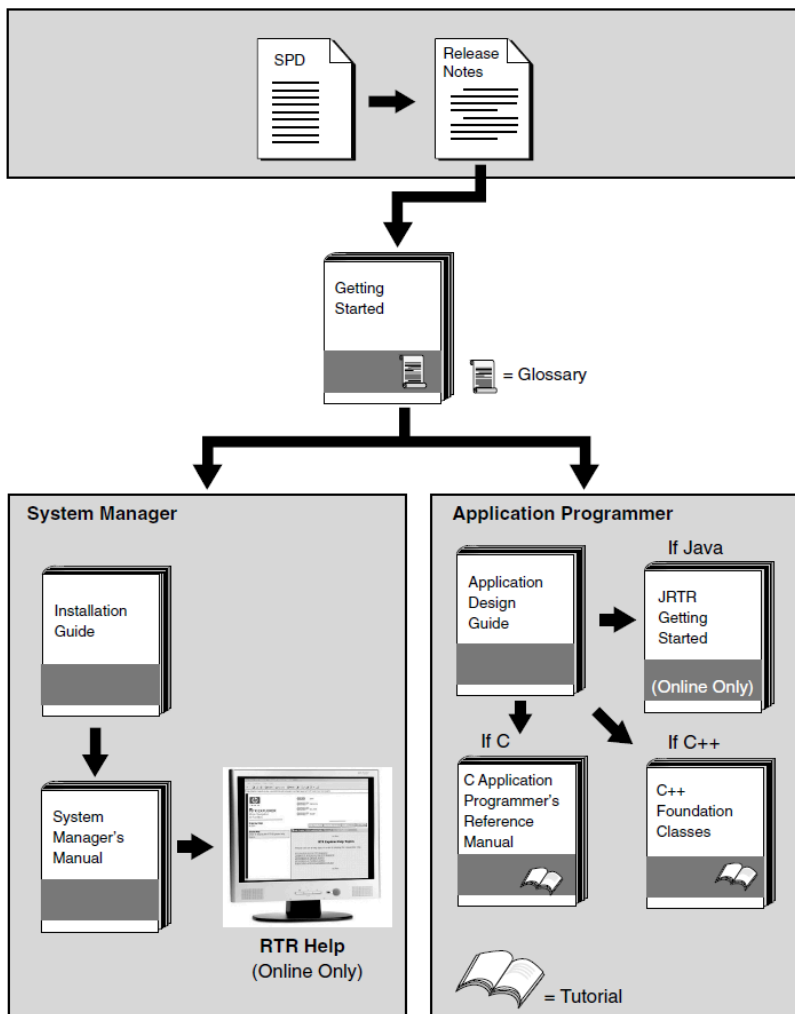 SPD
Release
Notes
Getting
Started
= Glossary
System Manager
Installation
Guide
System
Manager's
Manual
RTR Help
(Online Only)
Application Programmer
Application
Design
Guide
If Java
JRTR
Getting
Started
(Online Only)
If C
C Application
Programmer's
Reference
Manual
If C++
C++
Foundation
Classes
= Tutorial